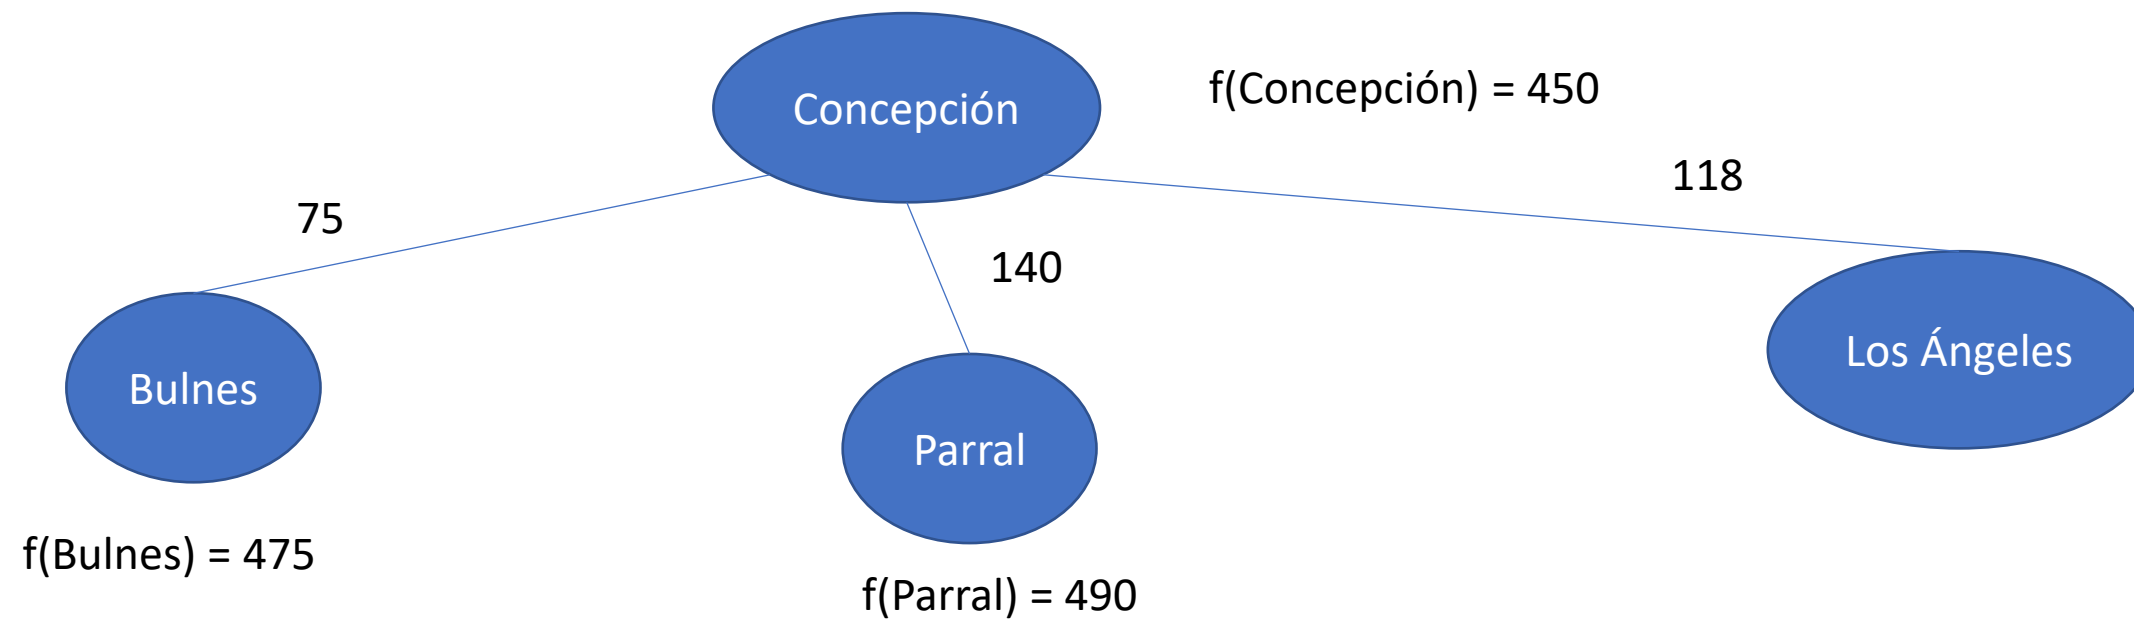 Concepción
f(Concepción) = 450
118
75
140
Los Ángeles
Bulnes
Parral
f(Bulnes) = 475
f(Parral) = 490